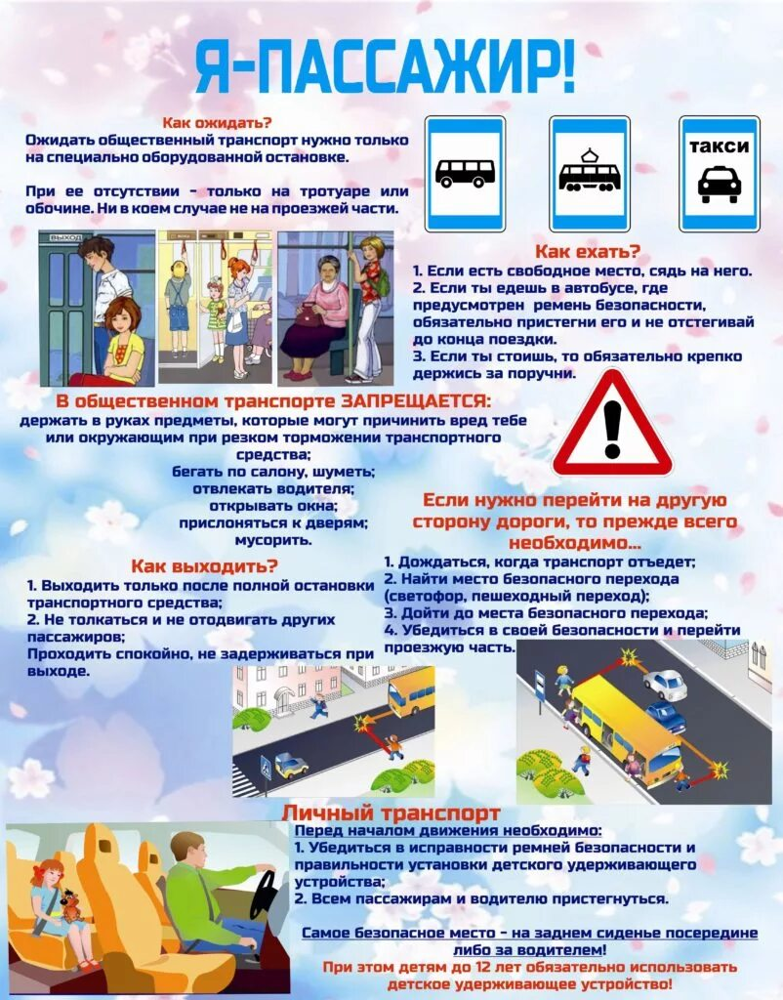 Я-ПАССАЖИР!
Как ожидать?
Ожидать общественный транспорт нужно только
на специально оборудованной остановке.
При ее отсутствии - только на тротуаре или
обочине. Ни в коем случае не на проезжей части.
такси
ВЫХОД
Как ехать?
1. Если есть свободное место, сядь на него.
2. Если ты едешь в автобусе, где
предусмотрен ремень безопасности,
обязательно пристегни его и не отстегивай
до конца поездки.
3. Если ты стоишь, то обязательно крепко
держись за поручни.
В общественном транспорте ЗАПРЕЩАЕТСЯ:
держать в руках предметы, которые могут причинить вред тебе
или окружающим при резком торможении транспортного
средства;
бегать по салону, шуметь;
отвлекать водителя;
открывать окна;
прислоняться к дверям;
мусорить.
!
Как выходить?
1. Выходить только после полной остановки
транспортного средства;
2. Не толкаться и не отодвигать других
пассажиров;
Проходить спокойно, не задерживаться при
выходе.
Если нужно перейти на другую
сторону дороги, то прежде всего
необходимо...
1. Дождаться, когда транспорт отъедет;
2. Найти место безопасного перехода
(светофор, пешеходный переход);
3. Дойти до места безопасного перехода;
4. Убедиться в своей безопасности и перейти
проезжую часть.
Личный транспорт
Перед началом движения необходимо:
1. Убедиться в исправности ремней безопасности и
правильности установки детского удерживающего
устройства;
2. Всем пассажирам и водителю пристегнуться.
Самое безопасное место - на заднем сиденье посередине
либо за водителем!
При этом детям до 12 лет обязательно использовать
детское удерживающее устройство!